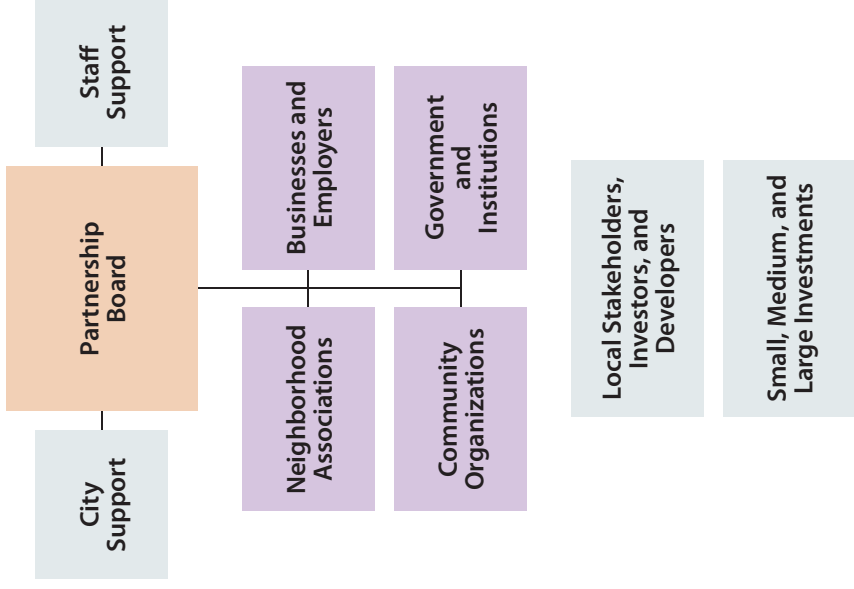 City
Support
Partnership
Board
Staff
Support
Neighborhood
Associations
Businesses and
Employers
Community
Organizations
Government
and
Institutions
Local Stakeholders,
Investors, and
Developers
Small, Medium, and
Large Investments